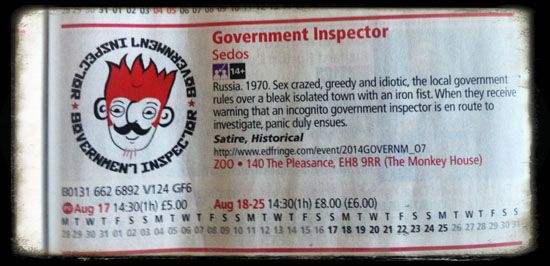 Government Inspector
Sedos
14+
Russia. 1970. Sex crazed, greedy and idiotic, the local government
rules over a bleak isolated town with an iron fist. When they receive
warning that an incognito government inspector is en route to
investigate, panic duly ensues.
Satire, Historical
http://www.edfringe.com/event/2014GOVERNM_O7
ZOO • 140 The Pleasance, EH8 9RR (The Monkey House)
GOVERNMENT INSPECTOR
GOVERNMENT INSPECTOR
B0131 662 6892 V124 GF6
Aug 17 14:30(1h) £5.00 Aug 18-25 14:30(1h) £8.00 (£6.00)
M T W T F S S M T W T F S S M T W T F S S M T W T F S S M T W T F S S
28 29 30 31 01 02 03 04 05 06 07 08 09 10 11 12 13 14 15 16 17 18 19 20 21 22 23 24 25 26 27 28 29 30 31